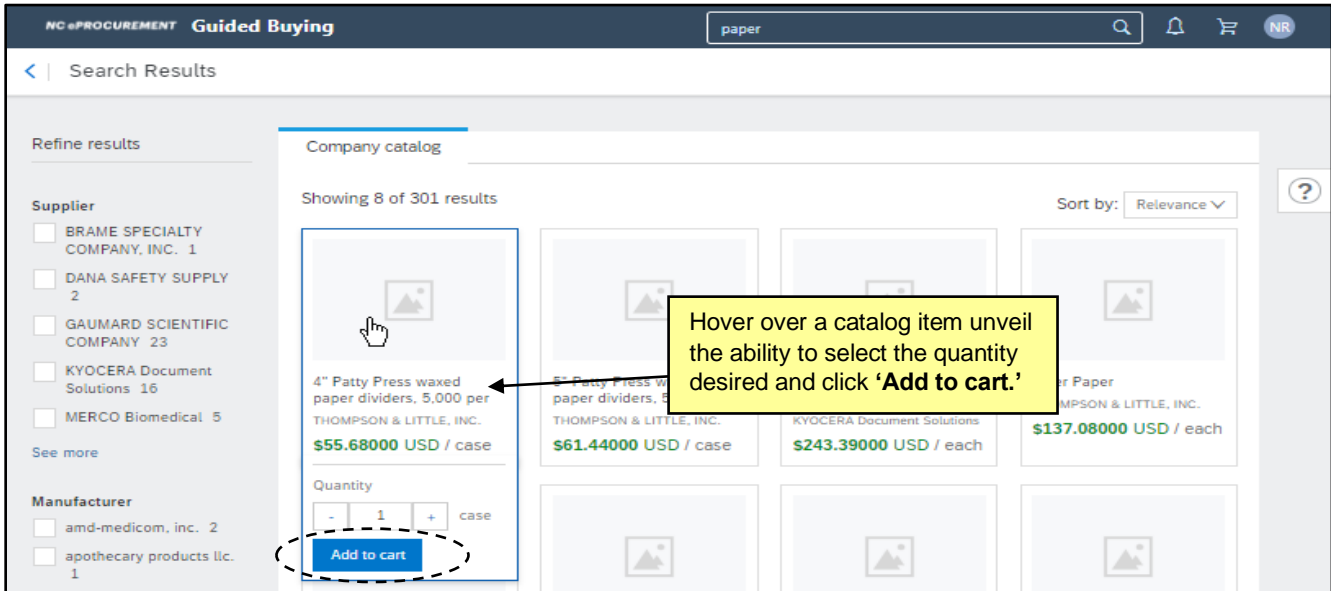 NC ePROCUREMENT Guided Buying
paper
NR
Search Results
Refine results
Company catalog
Showing 8 of 301 results
Sort by: Relevance
?
Supplier
BRAME SPECIALTY
COMPANY, INC. 1
DANA SAFETY SUPPLY
2
GAUMARD SCIENTIFIC
COMPANY 23
KYOCERA Document
Solutions 16
MERCO Biomedical 5
See more
Manufacturer
amd-medicom, inc. 2
apothecary products llc.
1
4" Patty Press waxed
paper dividers, 5,000 per
THOMPSON & LITTLE, INC.
$55.68000 USD / case
Quantity
- 1 + case
Add to cart
Patty Press
paper dividers,
THOMPSON & LITTLE, INC.
$61.44000 USD / case
KYOCERA Document Solutions
$243.39000 USD / each
Paper
& LITTLE, INC.
$137.08000 USD / each
Hover over a catalog item unveil
the ability to select the quantity
desired and click ‘Add to cart.’